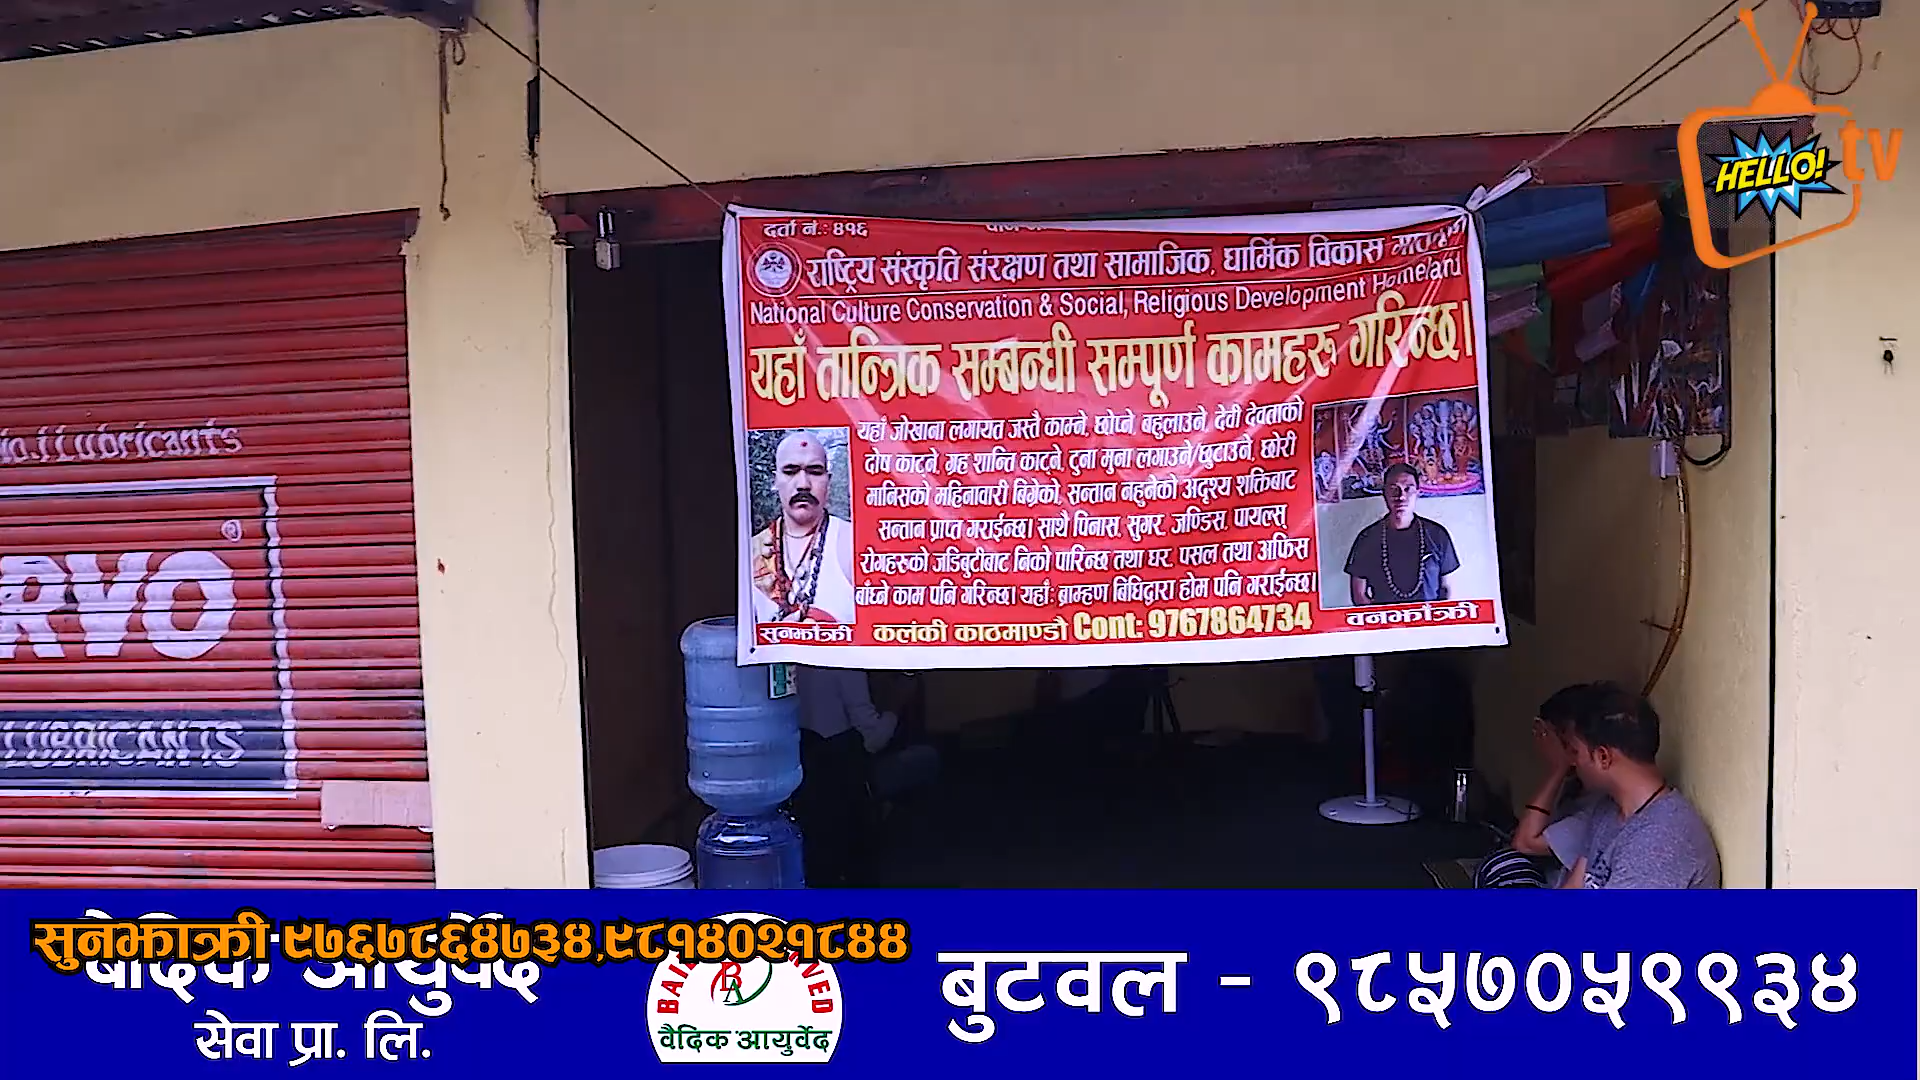 HELLO! tv
दर्ता नं.: ४१६
राष्ट्रिय संस्कृति संरक्षण तथा सामाजिक, धार्मिक विकास
National Culture Conservation & Social, Religious Development Homeland
यहाँ तान्त्रिक सम्बन्धी सम्पूर्ण कामहरू गरिन्छ।
यहाँ जोखाना लगायत जस्तै काम्ने, छोप्ने, बहुलाउने, देवी देवताको
दोष काट्ने, ग्रह शान्ति काट्ने, टुना मुना लगाउने/छुटाउने, छोरी
मानिसको महिनावारी बिग्रेको, सन्तान नहुनेको अदृश्य शक्तिबाट
सन्तान प्राप्त गराईन्छ। साथै पिनास, सुगर, जण्डिस, पायल्स्
रोगहरुको जडिबुटीबाट निको पारिन्छ तथा घर, पसल तथा अफिस
बाँध्ने काम पनि गरिन्छ। यहाँः ब्राम्हण बिधिद्वारा होम पनि गराईन्छ।
सुनझाँक्री
कलंकी काठमाण्डौ Cont: 9767864734
वनझाँक्री
Lubricants
RVO
LUBRICANTS
सुनझाक्री ९७६७८६४७३४,९८१४०२१८४४
बैदिक आयुर्वेद
सेवा प्रा. लि.
BA
वैदिक आयुर्वेद
बुटवल - ९८५७०५९९३४